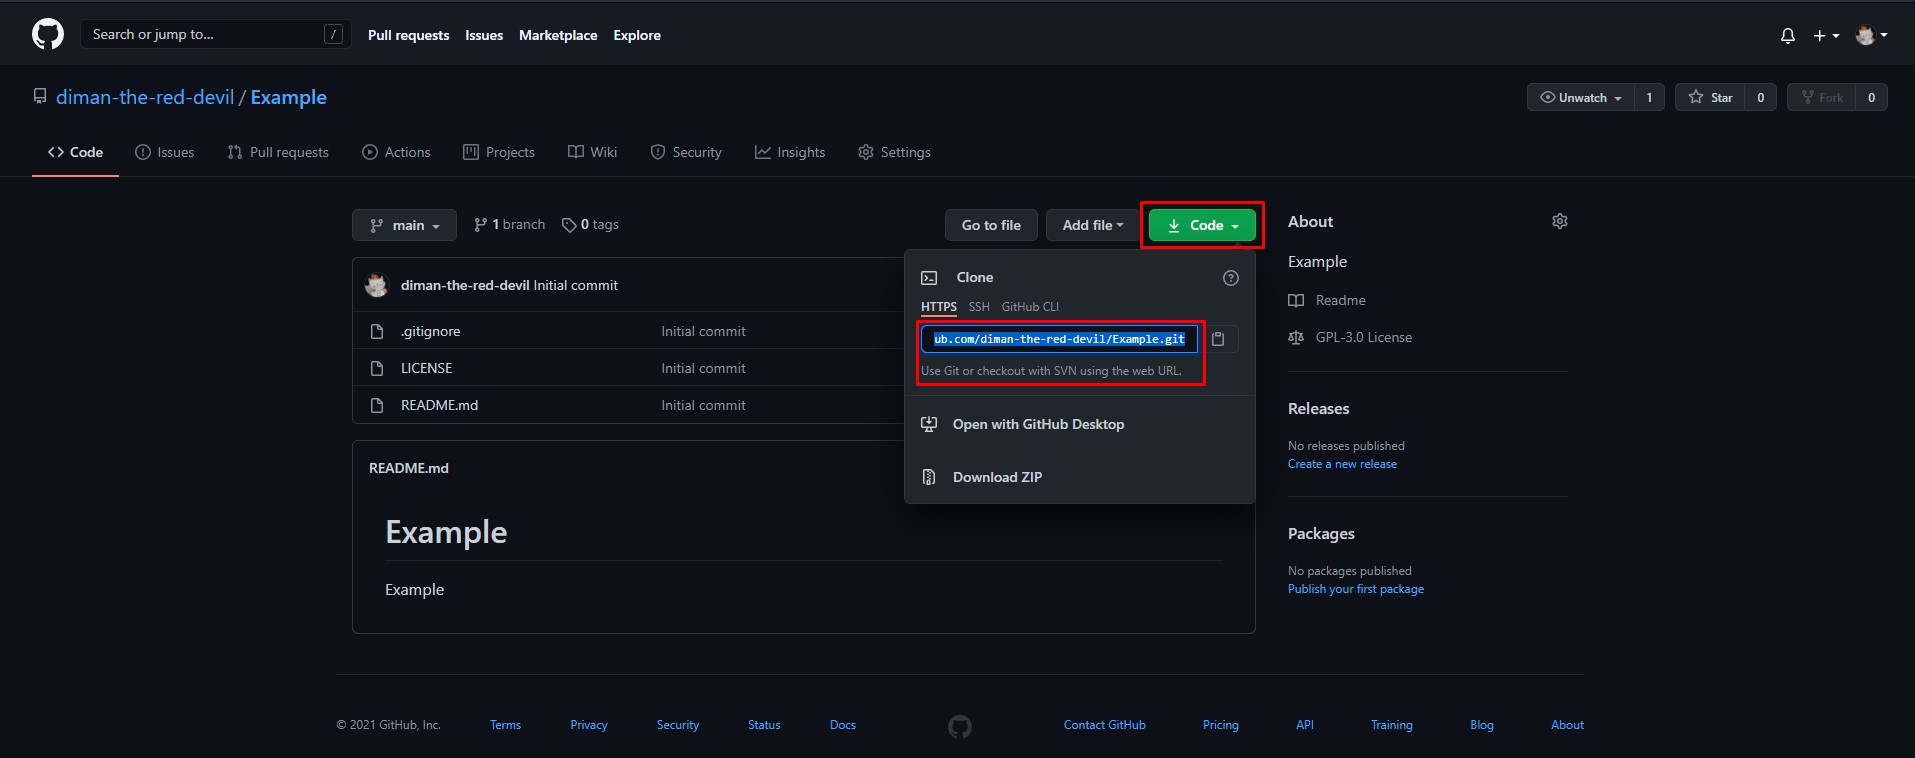 Search or jump to... /
Pull requests Issues Marketplace Explore
diman-the-red-devil / Example
Unwatch 1 Star 0 Fork 0
Code Issues Pull requests Actions Projects Wiki Security Insights Settings
main 1 branch 0 tags
Go to file Add file Code
diman-the-red-devil Initial commit
.gitignore Initial commit
LICENSE Initial commit
README.md Initial commit
Clone
HTTPS SSH GitHub CLI
ub.com/diman-the-red-devil/Example.git
Use Git or checkout with SVN using the web URL.
Open with GitHub Desktop
Download ZIP
README.md
Example
Example
About
Example
Readme
GPL-3.0 License
Releases
No releases published
Create a new release
Packages
No packages published
Publish your first package
© 2021 GitHub, Inc. Terms Privacy Security Status Docs Contact GitHub Pricing API Training Blog About